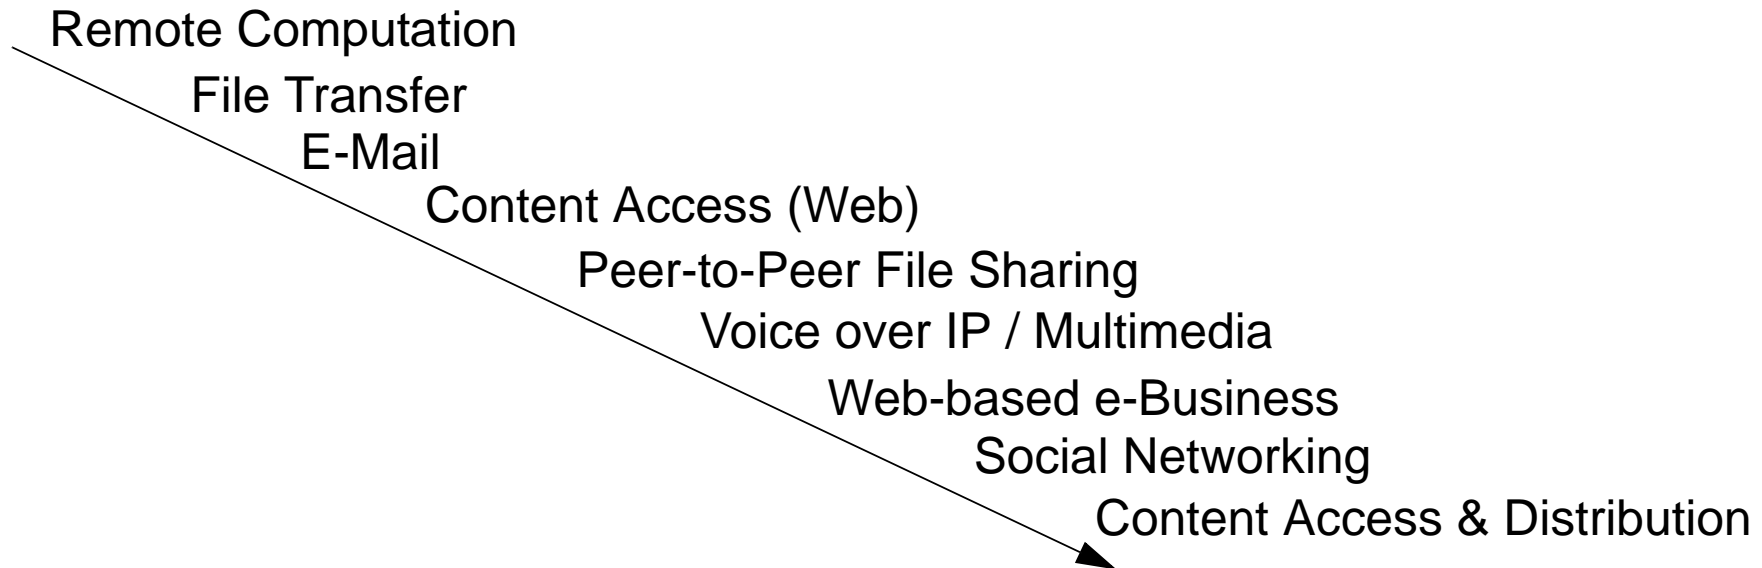 Remote Computation
File Transfer
E-Mail
Content Access (Web)
Peer-to-Peer File Sharing
Voice over IP / Multimedia
Web-based e-Business
Social Networking
Content Access & Distribution